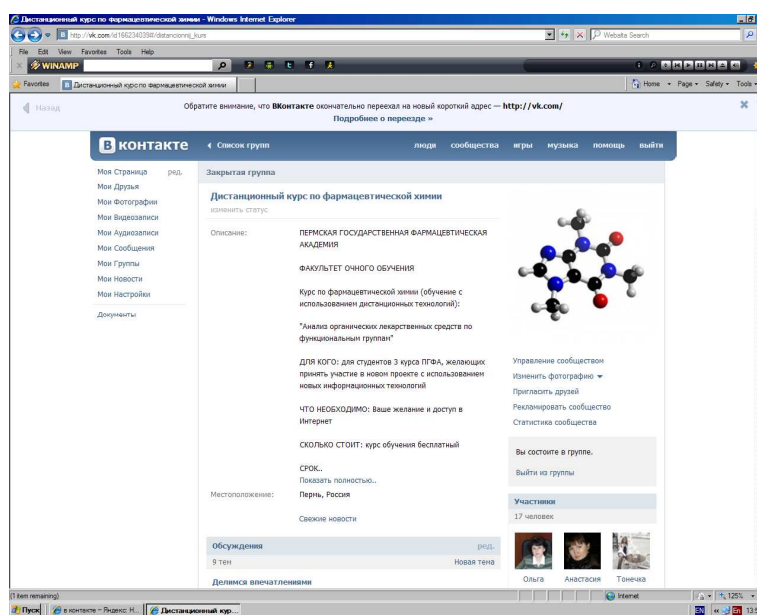 Дистанционный курс по фармацевтической химии - Windows Internet Explorer
http://vk.com/id166234039#/distancionnij_kurs
Website Search
File Edit View Favorites Tools Help
WINAMP
Favorites Дистанционный курс по фармацевтической химии Home Page Safety Tools
Назад
Обратите внимание, что ВКонтакте окончательно переехал на новый короткий адрес — http://vk.com/
Подробнее о переезде »
В контакте Список групп люди сообщества игры музыка помощь выйти
Моя Страница ред.
Мои Друзья
Мои Фотографии
Мои Видеозаписи
Мои Аудиозаписи
Мои Сообщения
Мои Группы
Мои Новости
Мои Настройки
Документы
Закрытая группа
Дистанционный курс по фармацевтической химии
изменить статус
Описание: ПЕРМСКАЯ ГОСУДАРСТВЕННАЯ ФАРМАЦЕВТИЧЕСКАЯ
АКАДЕМИЯ
ФАКУЛЬТЕТ ОЧНОГО ОБУЧЕНИЯ
Курс по фармацевтической химии (обучение с
использованием дистанционных технологий):
"Анализ органических лекарственных средств по
функциональным группам"
ДЛЯ КОГО: для студентов 3 курса ПГФА, желающих
принять участие в новом проекте с использованием
новых информационных технологий
ЧТО НЕОБХОДИМО: Ваше желание и доступ в
Интернет
СКОЛЬКО СТОИТ: курс обучения бесплатный
СРОК..
Показать полностью..
Местоположение: Пермь, Россия
Свежие новости
Обсуждения ред.
9 тем Новая тема
Делимся впечатлениями
Управление сообществом
Изменить фотографию
Пригласить друзей
Рекламировать сообщество
Статистика сообщества
Вы состоите в группе.
Выйти из группы
Участники
17 человек
Ольга Анастасия Тонечка
(1 item remaining) Internet 125%
Пуск в контакте – Яндекс: Н... Дистанционный кур... EN En